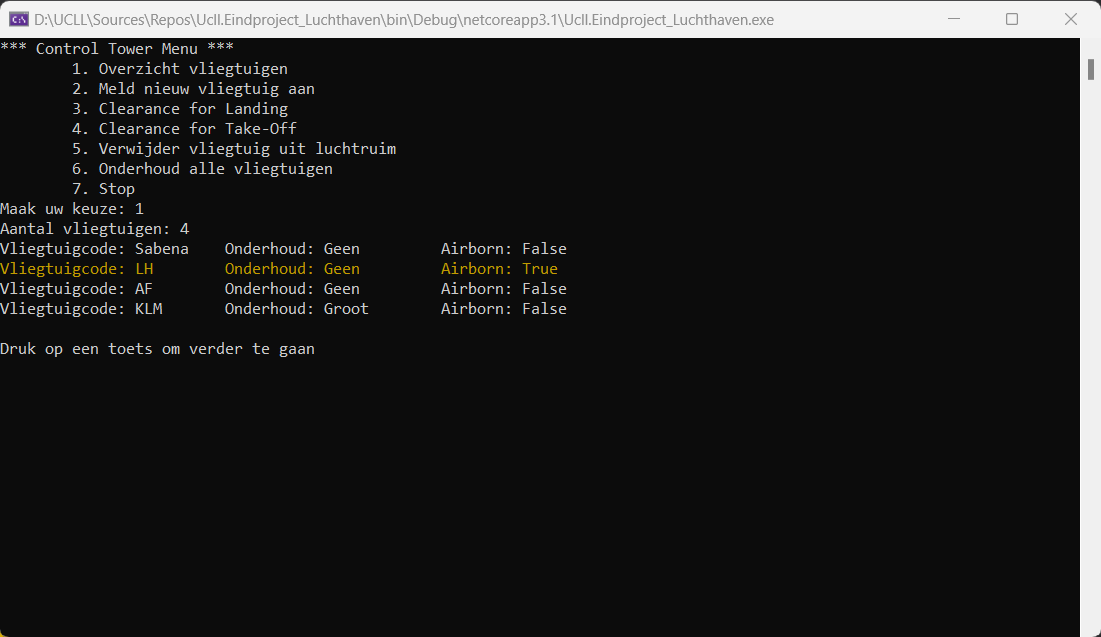 D:\UCLL\Sources\Repos\Ucll.Eindproject_Luchthaven\bin\Debug\netcoreapp3.1\Ucll.Eindproject_Luchthaven.exe
*** Control Tower Menu ***
1. Overzicht vliegtuigen
2. Meld nieuw vliegtuig aan
3. Clearance for Landing
4. Clearance for Take-Off
5. Verwijder vliegtuig uit luchtruim
6. Onderhoud alle vliegtuigen
7. Stop
Maak uw keuze: 1
Aantal vliegtuigen: 4
Vliegtuigcode: Sabena Onderhoud: Geen Airborn: False
Vliegtuigcode: LH Onderhoud: Geen Airborn: True
Vliegtuigcode: AF Onderhoud: Geen Airborn: False
Vliegtuigcode: KLM Onderhoud: Groot Airborn: False
Druk op een toets om verder te gaan